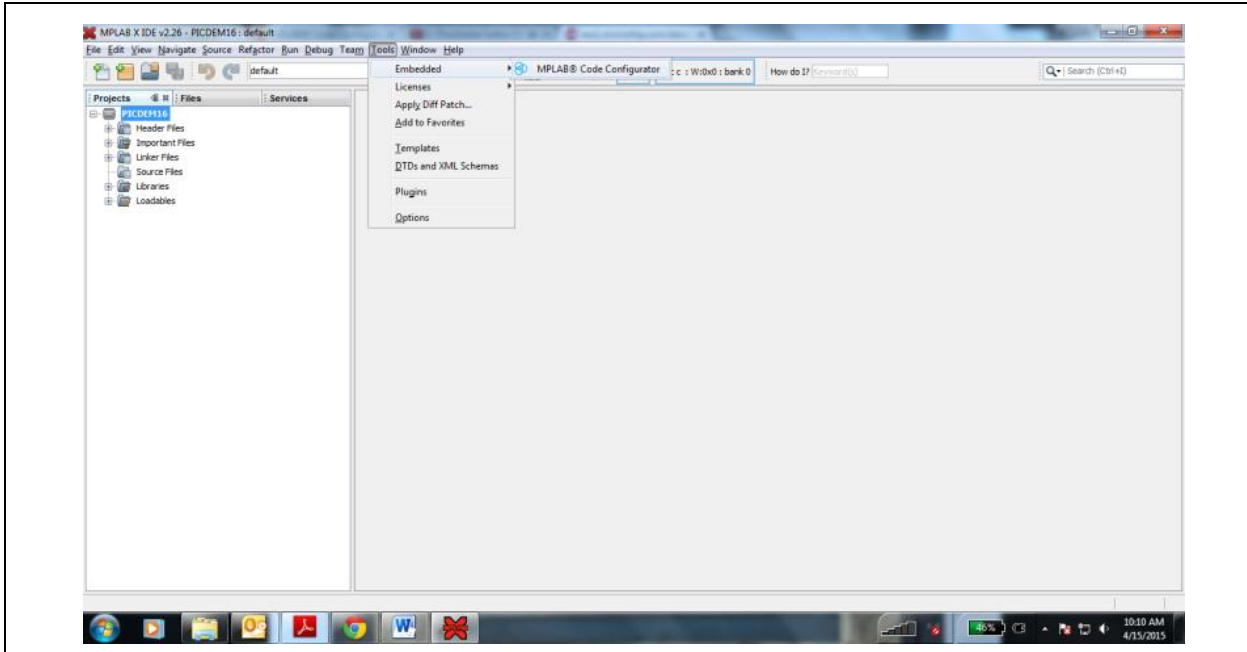 MPLAB X IDE v2.26 - PICDEM16 : default
File Edit View Navigate Source Refactor Run Debug Team Tools Window Help
default
Embedded
MPLAB® Code Configurator
: c : W:0x0 : bank 0
How do I? Keyword(s)
Search (Ctrl+I)
Licenses
Projects Files Services
Apply Diff Patch...
PICDEM16
Add to Favorites
Header Files
Important Files
Templates
Linker Files
DTDs and XML Schemas
Source Files
Libraries
Plugins
Loadables
Options
46%
10:10 AM
4/15/2015